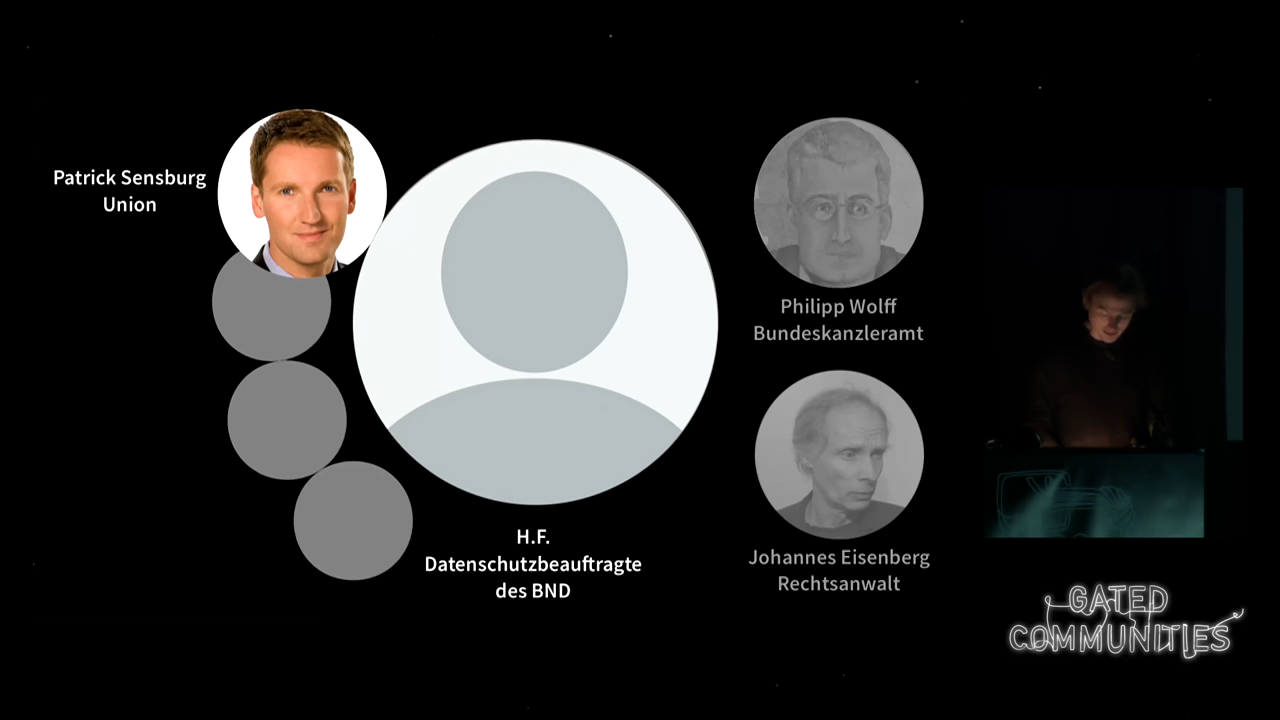 Patrick Sensburg
Union
Philipp Wolff
Bundeskanzleramt
H.F.
Datenschutzbeauftragte
des BND
Johannes Eisenberg
Rechtsanwalt
GATED
COMMUNITIES